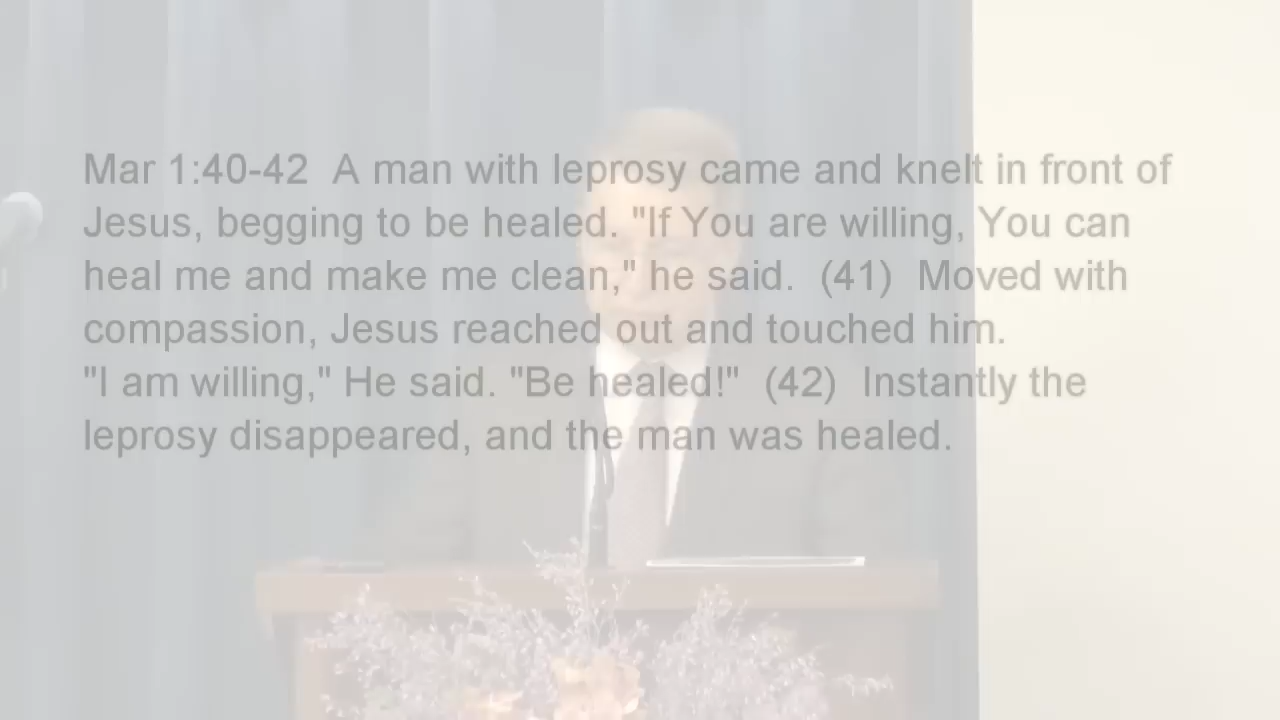 Mar 1:40-42  A man with leprosy came and knelt in front of
Jesus, begging to be healed. "If You are willing, You can
heal me and make me clean," he said.  (41)  Moved with
compassion, Jesus reached out and touched him.
"I am willing," He said. "Be healed!"  (42)  Instantly the
leprosy disappeared, and the man was healed.